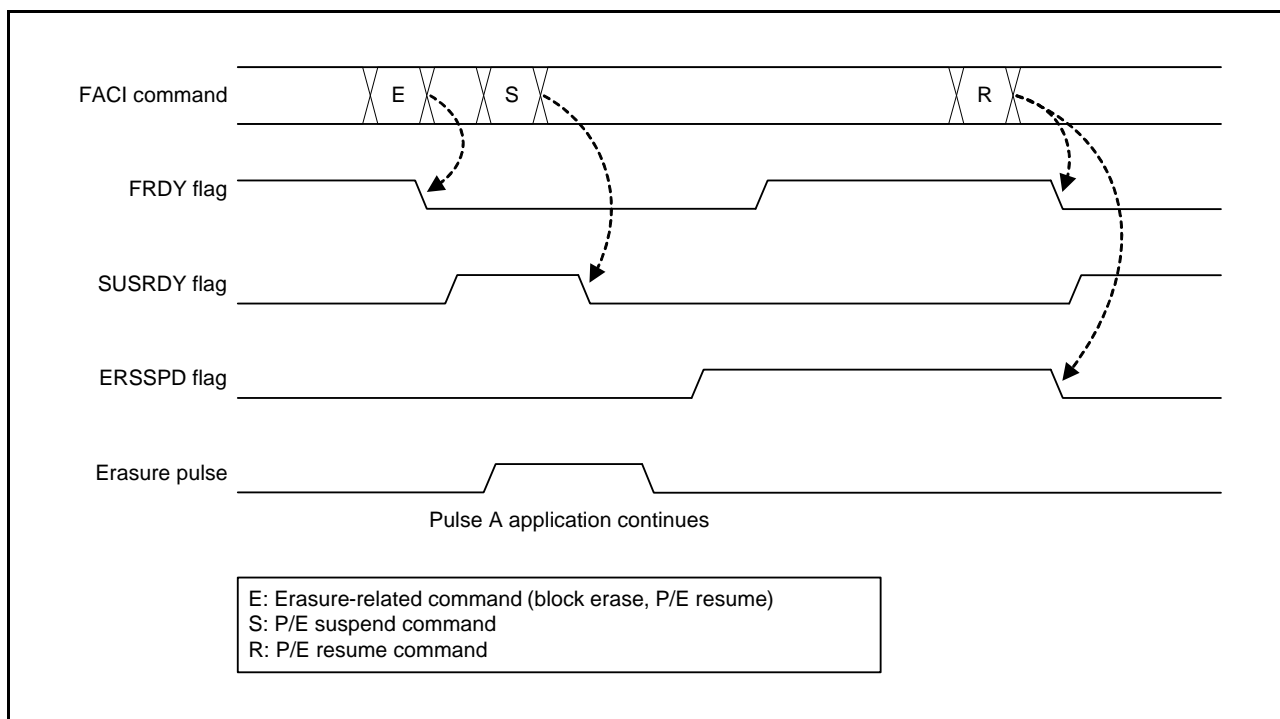 FACI command
E
S
R
FRDY flag
SUSRDY flag
ERSSPD flag
Erasure pulse
Pulse A application continues
E: Erasure-related command (block erase, P/E resume)
S: P/E suspend command
R: P/E resume command